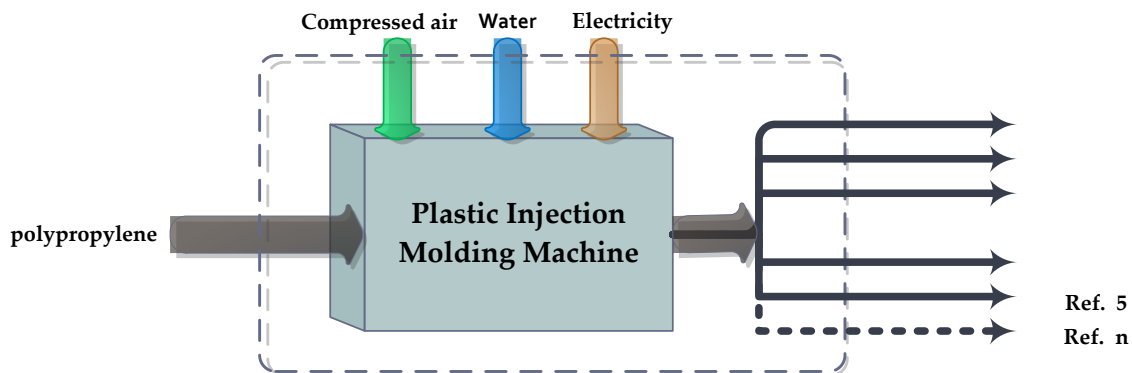 Compressed air
Water
Electricity
polypropylene
Plastic Injection
Molding Machine
Ref. 5
Ref. n